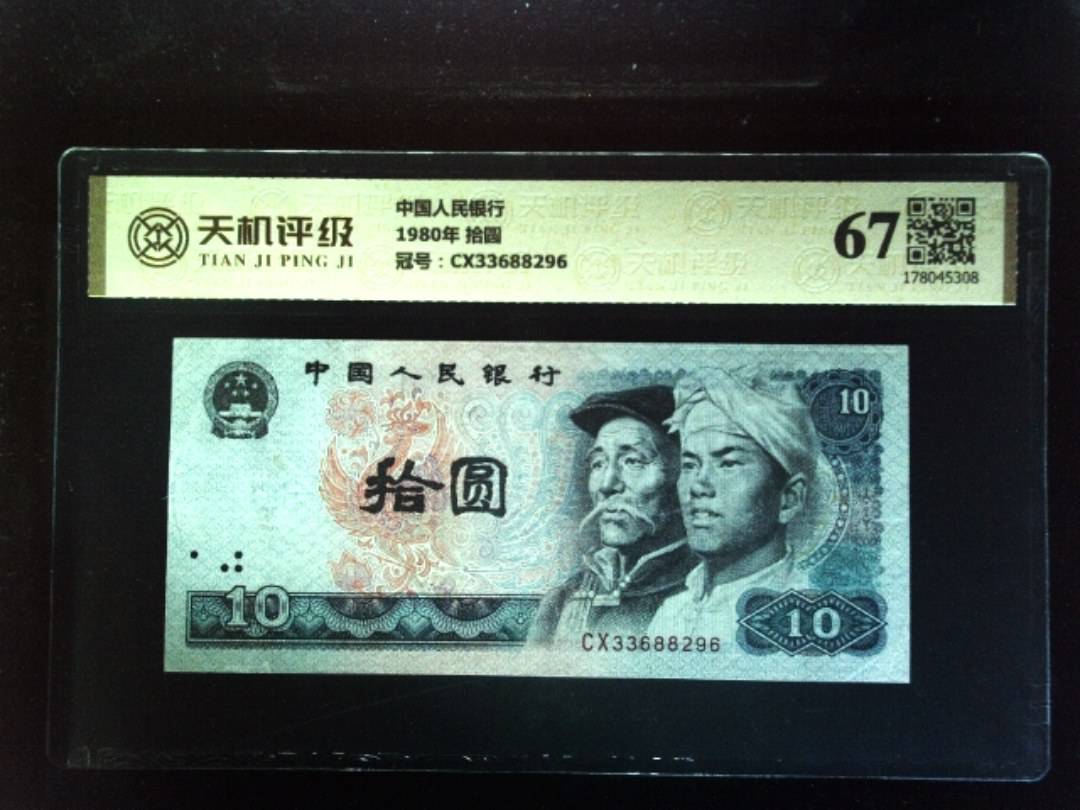 天机评级
TIAN JI PING JI
中国人民银行
1980年 拾圆
冠号：CX33688296
67
178045308
中国人民银行
10
拾圆
10
CX33688296
10